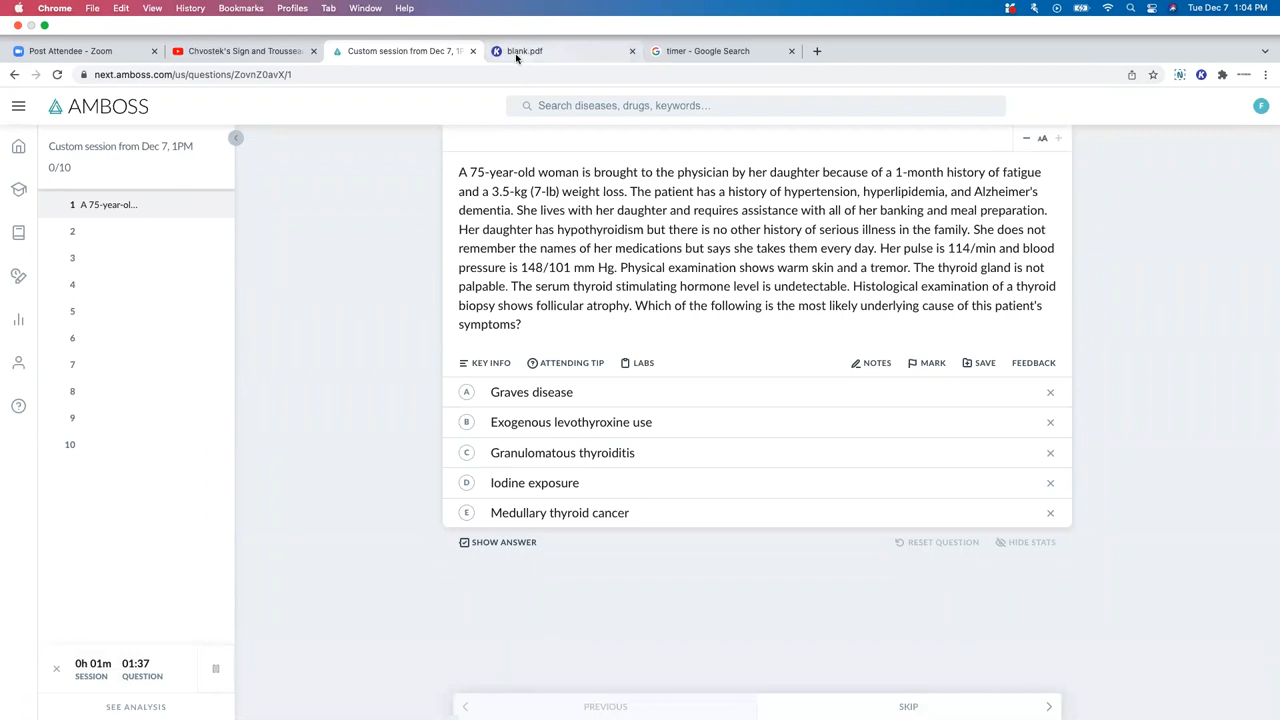 Chrome File Edit View History Bookmarks Profiles Tab Window Help Tue Dec 7 1:04 PM
Post Attendee - Zoom Chvostek's Sign and Troussea Custom session from Dec 7, 1P blank.pdf timer - Google Search
next.amboss.com/us/questions/ZovnZ0avX/1
AMBOSS
Search diseases, drugs, keywords…
F
Custom session from Dec 7, 1PM
0/10
1 A 75-year-ol...
2
3
4
5
6
7
8
9
10
AA
A 75-year-old woman is brought to the physician by her daughter because of a 1-month history of fatigue
and a 3.5-kg (7-lb) weight loss. The patient has a history of hypertension, hyperlipidemia, and Alzheimer's
dementia. She lives with her daughter and requires assistance with all of her banking and meal preparation.
Her daughter has hypothyroidism but there is no other history of serious illness in the family. She does not
remember the names of her medications but says she takes them every day. Her pulse is 114/min and blood
pressure is 148/101 mm Hg. Physical examination shows warm skin and a tremor. The thyroid gland is not
palpable. The serum thyroid stimulating hormone level is undetectable. Histological examination of a thyroid
biopsy shows follicular atrophy. Which of the following is the most likely underlying cause of this patient's
symptoms?
KEY INFO ATTENDING TIP LABS NOTES MARK SAVE FEEDBACK
A Graves disease
B Exogenous levothyroxine use
C Granulomatous thyroiditis
D Iodine exposure
E Medullary thyroid cancer
SHOW ANSWER RESET QUESTION HIDE STATS
0h 01m 01:37
SESSION QUESTION
SEE ANALYSIS
PREVIOUS SKIP